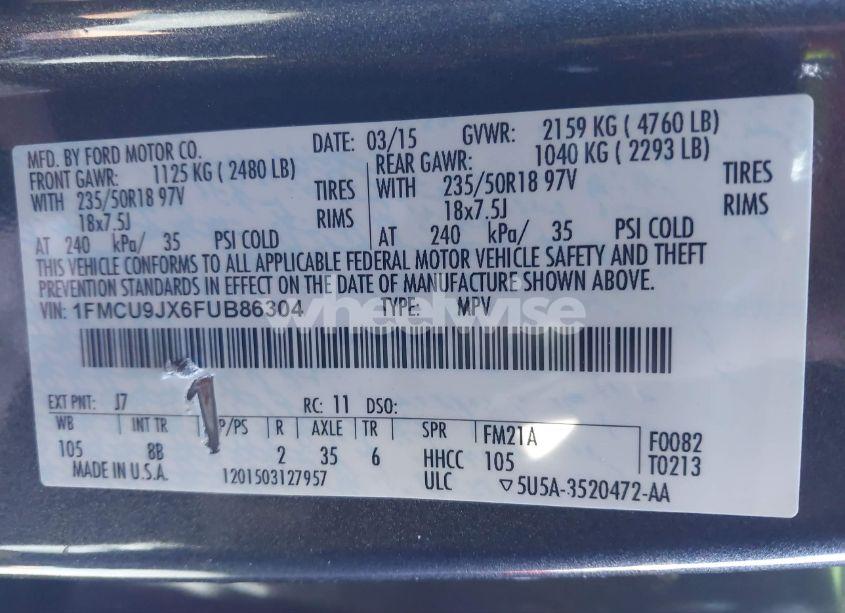 MFD. BY FORD MOTOR CO. DATE: 03/15 GVWR: 2159 KG ( 4760 LB)
FRONT GAWR: 1125 KG ( 2480 LB) REAR GAWR: 1040 KG ( 2293 LB)
WITH 235/50R18 97V TIRES WITH 235/50R18 97V TIRES
18x7.5J RIMS 18x7.5J RIMS
AT 240 kPa/ 35 PSI COLD AT 240 kPa/ 35 PSI COLD
THIS VEHICLE CONFORMS TO ALL APPLICABLE FEDERAL MOTOR VEHICLE SAFETY AND THEFT
PREVENTION STANDARDS IN EFFECT ON THE DATE OF MANUFACTURE SHOWN ABOVE.
VIN: 1FMCU9JX6FUB86304 TYPE: MPV
wheelwise
EXT PNT: J7 RC: 11 DSO:
WB INT TR P/PS R AXLE TR SPR FM21A F0082
105 8B 2 35 6 HHCC 105 T0213
MADE IN U.S.A. 1201503127957 ULC ▽5U5A-3520472-AA